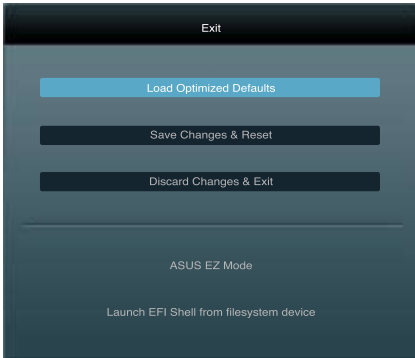 Exit
Load Optimized Defaults
Save Changes & Reset
Discard Changes & Exit
ASUS EZ Mode
Launch EFI Shell from filesystem device